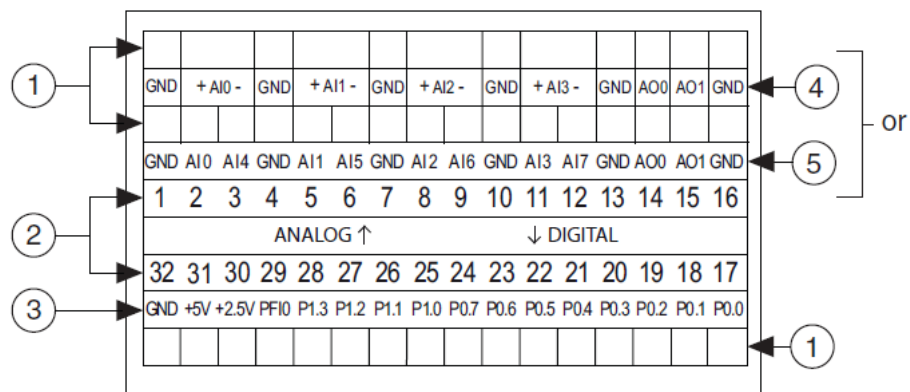 1
GND + AI0 - GND + AI1 - GND + AI2 - GND + AI3 - GND AO0 AO1 GND
4
or
GND AI0 AI4 GND AI1 AI5 GND AI2 AI6 GND AI3 AI7 GND AO0 AO1 GND
5
1 2 3 4 5 6 7 8 9 10 11 12 13 14 15 16
2
ANALOG ↑ ↓ DIGITAL
32 31 30 29 28 27 26 25 24 23 22 21 20 19 18 17
3
GND +5V +2.5V PFI0 P1.3 P1.2 P1.1 P1.0 P0.7 P0.6 P0.5 P0.4 P0.3 P0.2 P0.1 P0.0
1